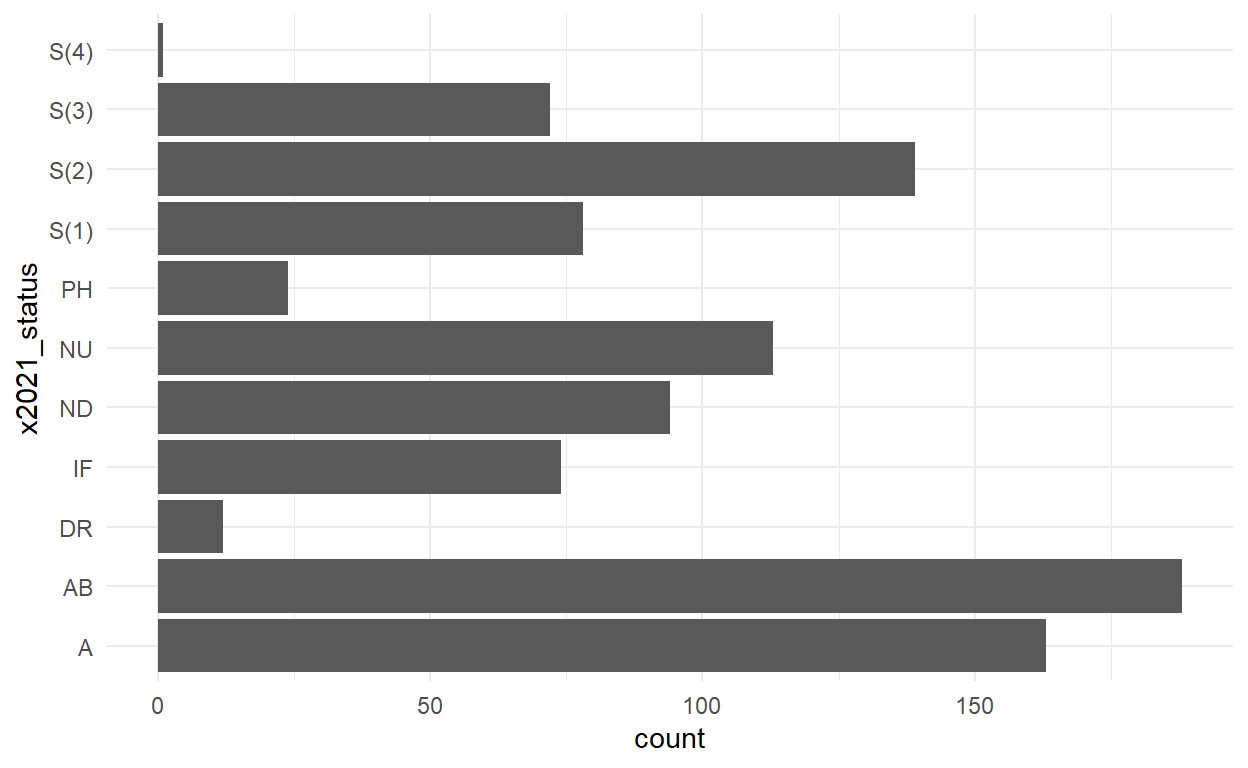 S(4)
S(3)
S(2)
S(1)
PH
NU
ND
IF
DR
AB
A
x2021_status
0 50 100 150
count